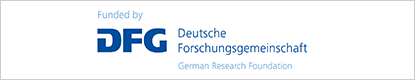 Funded by
DFG Deutsche
Forschungsgemeinschaft
German Research Foundation